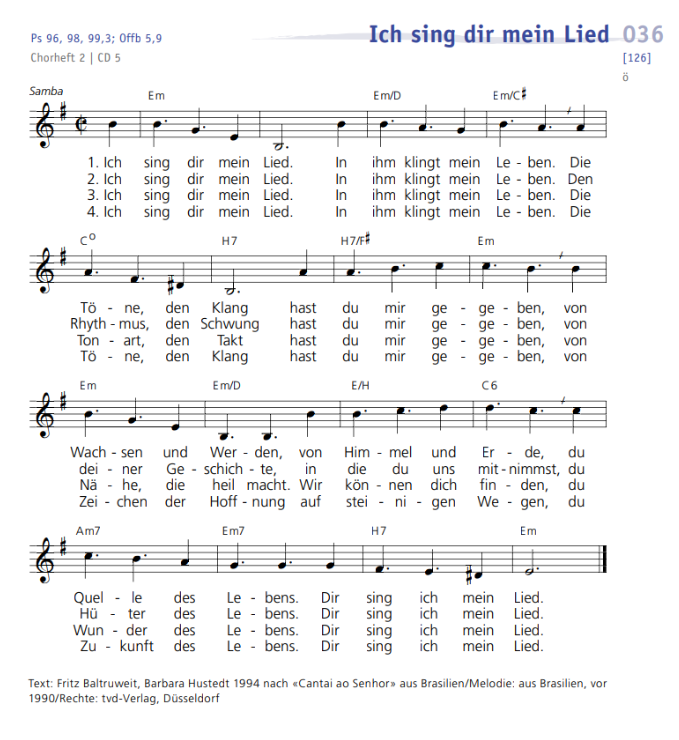 Ps 96, 98, 99,3; Offb 5,9
Ich sing dir mein Lied 036
Chorheft 2 | CD 5
[126]
ö
Samba
Em Em/D Em/C♯
1. Ich sing dir mein Lied. In ihm klingt mein Le - ben. Die
2. Ich sing dir mein Lied. In ihm klingt mein Le - ben. Den
3. Ich sing dir mein Lied. In ihm klingt mein Le - ben. Die
4. Ich sing dir mein Lied. In ihm klingt mein Le - ben. Die
C° H7 H7/F♯ Em
Tö - ne, den Klang hast du mir ge - ge - ben, von
Rhyth - mus, den Schwung hast du mir ge - ge - ben, von
Ton - art, den Takt hast du mir ge - ge - ben, von
Tö - ne, den Klang hast du mir ge - ge - ben, von
Em Em/D E/H C6
Wach - sen und Wer - den, von Him - mel und Er - de, du
dei - ner Ge - schich - te, in die du uns mit - nimmst, du
Nä - he, die heil macht. Wir kön - nen dich fin - den, du
Zei - chen der Hoff - nung auf stei - ni - gen We - gen, du
Am7 Em7 H7 Em
Quel - le des Le - bens. Dir sing ich mein Lied.
Hü - ter des Le - bens. Dir sing ich mein Lied.
Wun - der des Le - bens. Dir sing ich mein Lied.
Zu - kunft des Le - bens. Dir sing ich mein Lied.
Text: Fritz Baltruweit, Barbara Hustedt 1994 nach «Cantai ao Senhor» aus Brasilien/Melodie: aus Brasilien, vor
1990/Rechte: tvd-Verlag, Düsseldorf